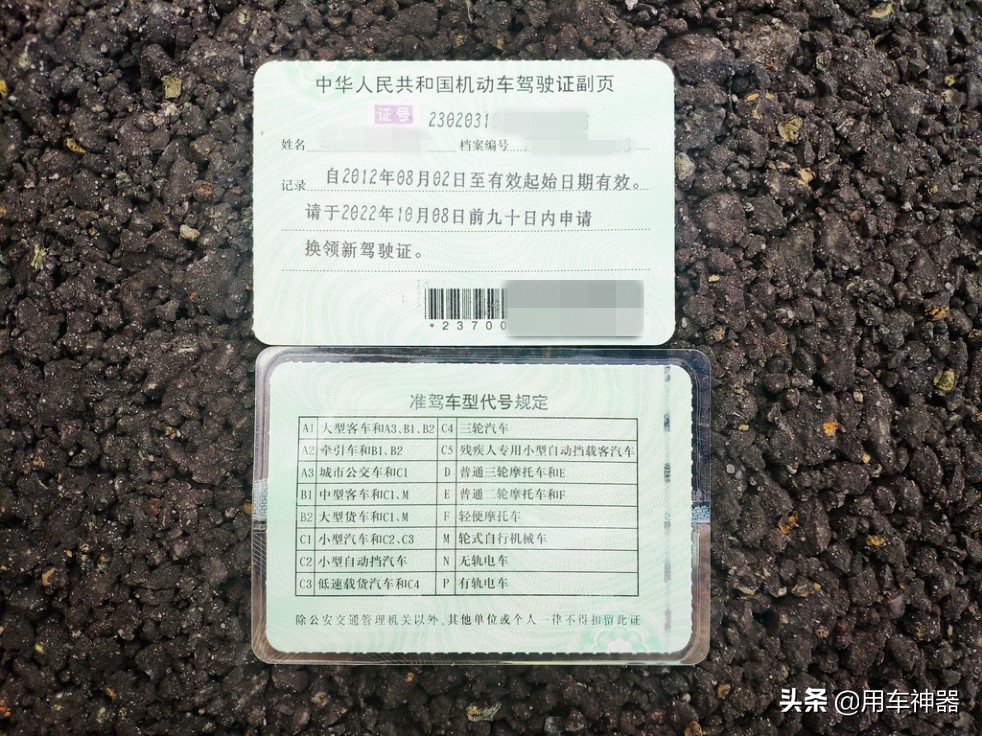 中华人民共和国机动车驾驶证副页
证号 2302031
姓名 档案编号
记录 自2012年08月02日至有效起始日期有效。
请于2022年10月08日前九十日内申请
换领新驾驶证。
*23700
准驾车型代号规定
A1 大型客车和A3、B1、B2 C4 三轮汽车
A2 牵引车和B1、B2 C5 残疾人专用小型自动挡载客汽车
A3 城市公交车和C1 D 普通三轮摩托车和E
B1 中型客车和C1、M E 普通二轮摩托车和F
B2 大型货车和C1、M F 轻便摩托车
C1 小型汽车和C2、C3 M 轮式自行机械车
C2 小型自动挡汽车 N 无轨电车
C3 低速载货汽车和C4 P 有轨电车
除公安交通管理机关以外,其他单位或个人一律不得扣留此证
头条 @用车神器